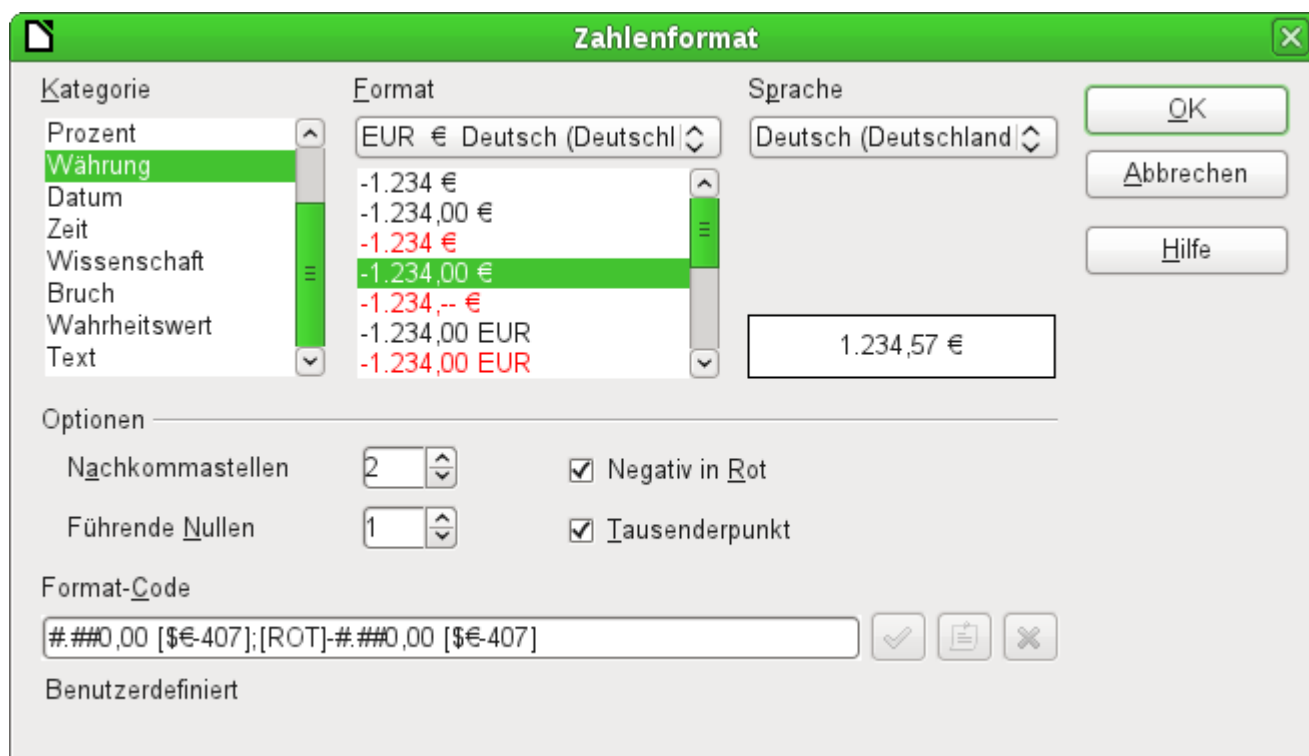 Zahlenformat
Kategorie
Prozent
Währung
Datum
Zeit
Wissenschaft
Bruch
Wahrheitswert
Text
Format
EUR € Deutsch (Deutschl
-1.234 €
-1.234,00 €
-1.234 €
-1.234,00 €
-1.234,-- €
-1.234,00 EUR
-1.234,00 EUR
Sprache
Deutsch (Deutschland
1.234,57 €
OK
Abbrechen
Hilfe
Optionen
Nachkommastellen 2
Negativ in Rot
Führende Nullen 1
Tausenderpunkt
Format-Code
#.##0,00 [$€-407];[ROT]-#.##0,00 [$€-407]
Benutzerdefiniert